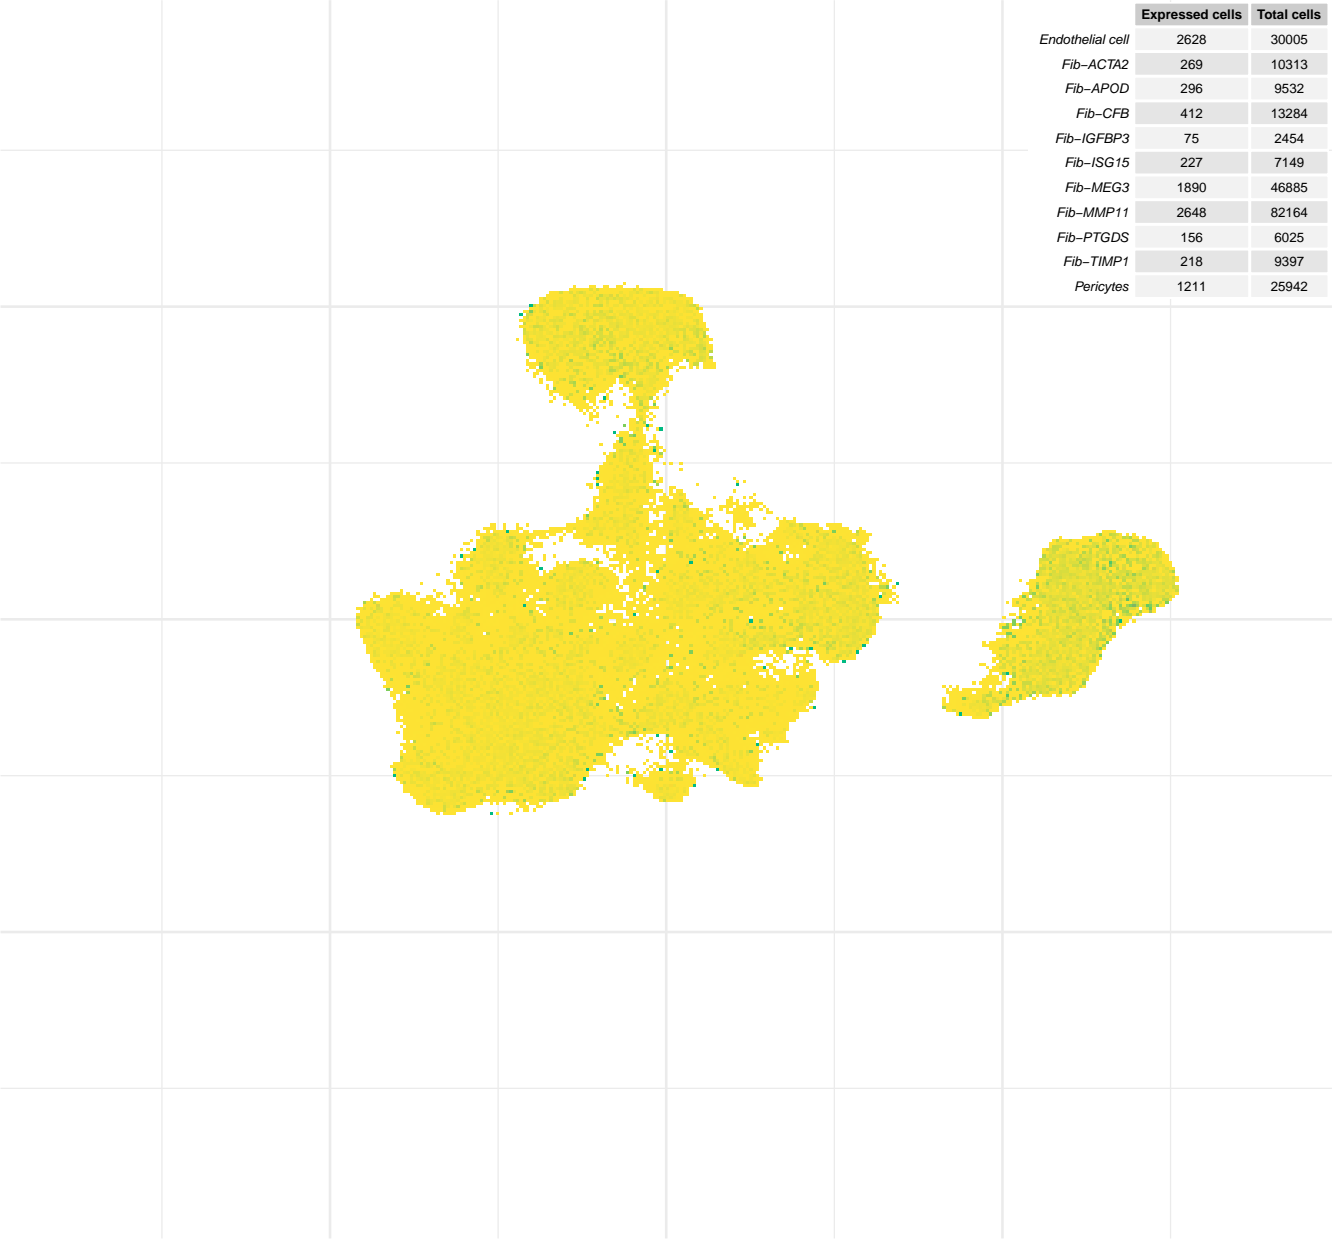 Expressed cells Total cells
Endothelial cell 2628 30005
Fib−ACTA2 269 10313
Fib−APOD 296 9532
Fib−CFB 412 13284
Fib−IGFBP3 75 2454
Fib−ISG15 227 7149
Fib−MEG3 1890 46885
Fib−MMP11 2648 82164
Fib−PTGDS 156 6025
Fib−TIMP1 218 9397
Pericytes 1211 25942